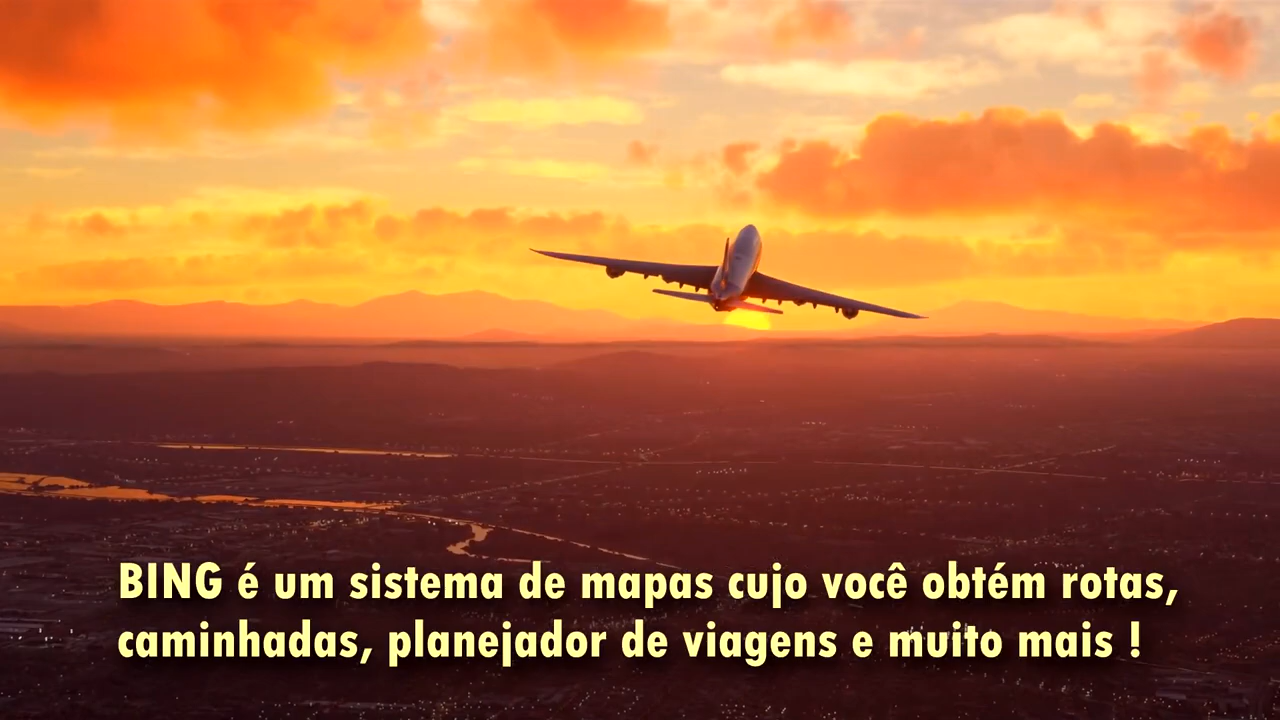 BING é um sistema de mapas cujo você obtém rotas,
caminhadas, planejador de viagens e muito mais !